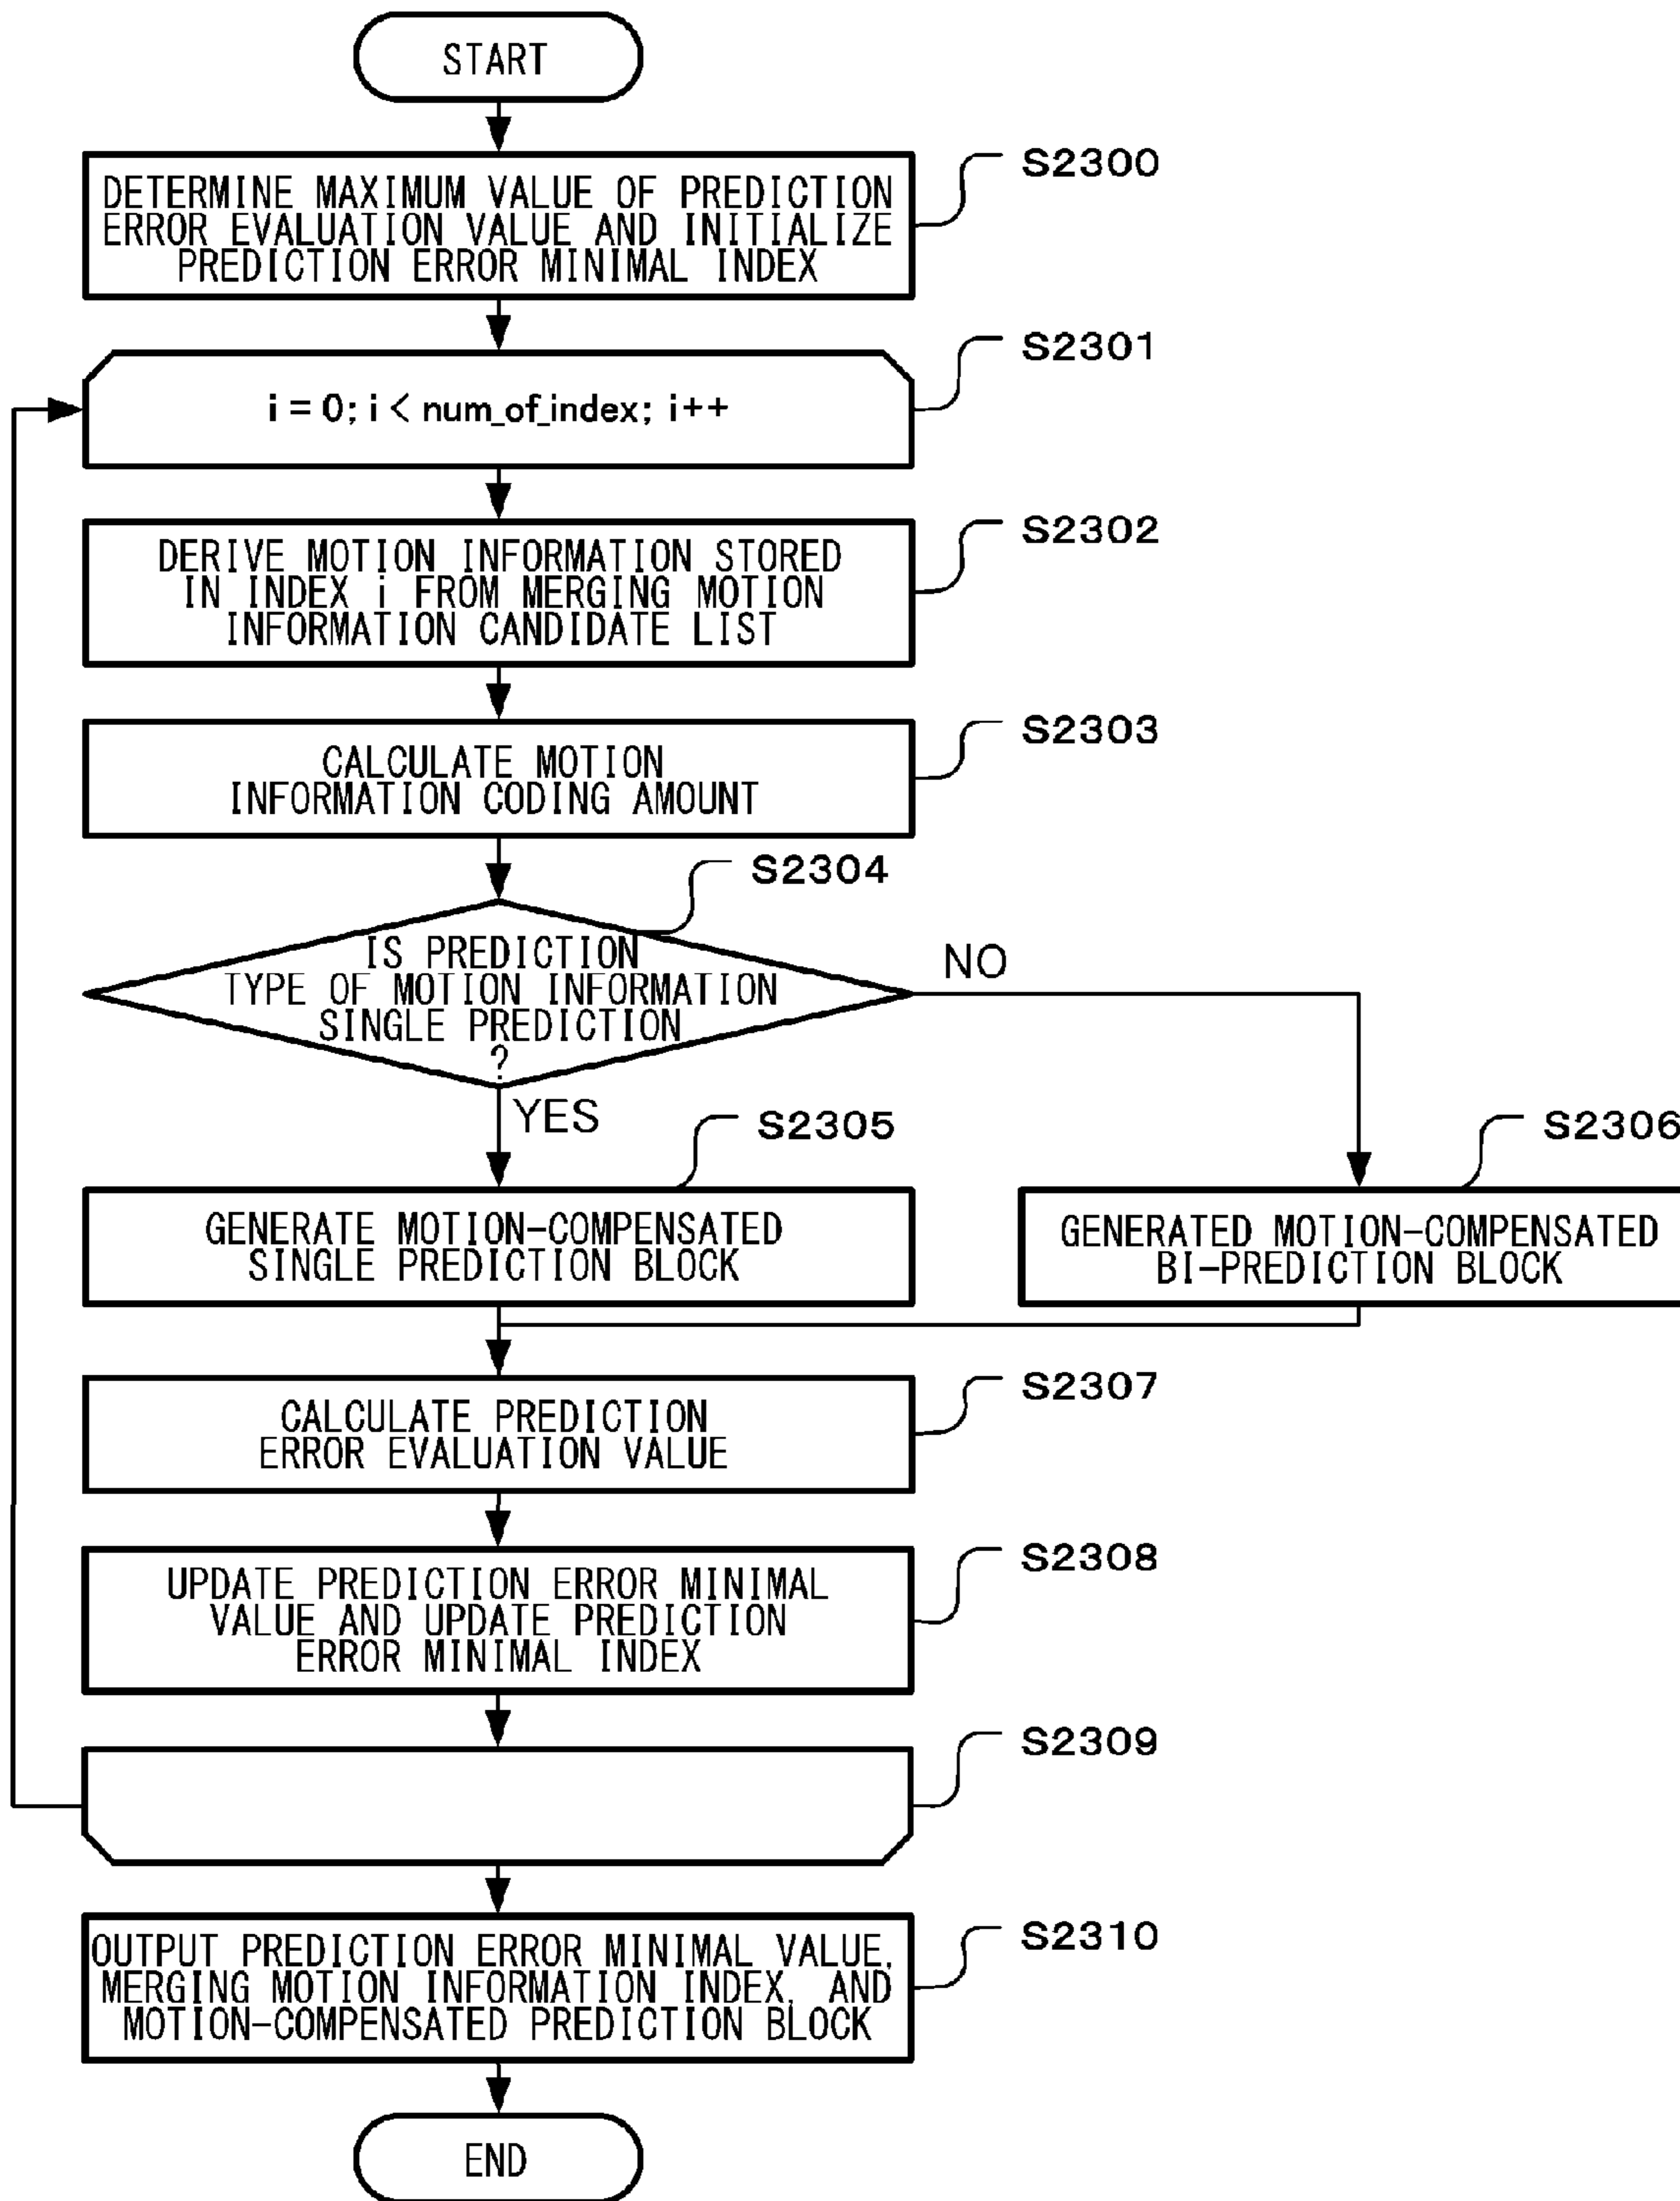 START
S2300
DETERMINE MAXIMUM VALUE OF PREDICTION
ERROR EVALUATION VALUE AND INITIALIZE
PREDICTION ERROR MINIMAL INDEX
S2301
i = 0; i < num_of_index; i++
S2302
DERIVE MOTION INFORMATION STORED
IN INDEX i FROM MERGING MOTION
INFORMATION CANDIDATE LIST
S2303
CALCULATE MOTION
INFORMATION CODING AMOUNT
S2304
IS PREDICTION
TYPE OF MOTION INFORMATION
SINGLE PREDICTION
?
NO
YES
S2305
GENERATE MOTION-COMPENSATED
SINGLE PREDICTION BLOCK
S2306
GENERATED MOTION-COMPENSATED
BI-PREDICTION BLOCK
S2307
CALCULATE PREDICTION
ERROR EVALUATION VALUE
S2308
UPDATE PREDICTION ERROR MINIMAL
VALUE AND UPDATE PREDICTION
ERROR MINIMAL INDEX
S2309
S2310
OUTPUT PREDICTION ERROR MINIMAL VALUE,
MERGING MOTION INFORMATION INDEX, AND
MOTION-COMPENSATED PREDICTION BLOCK
END